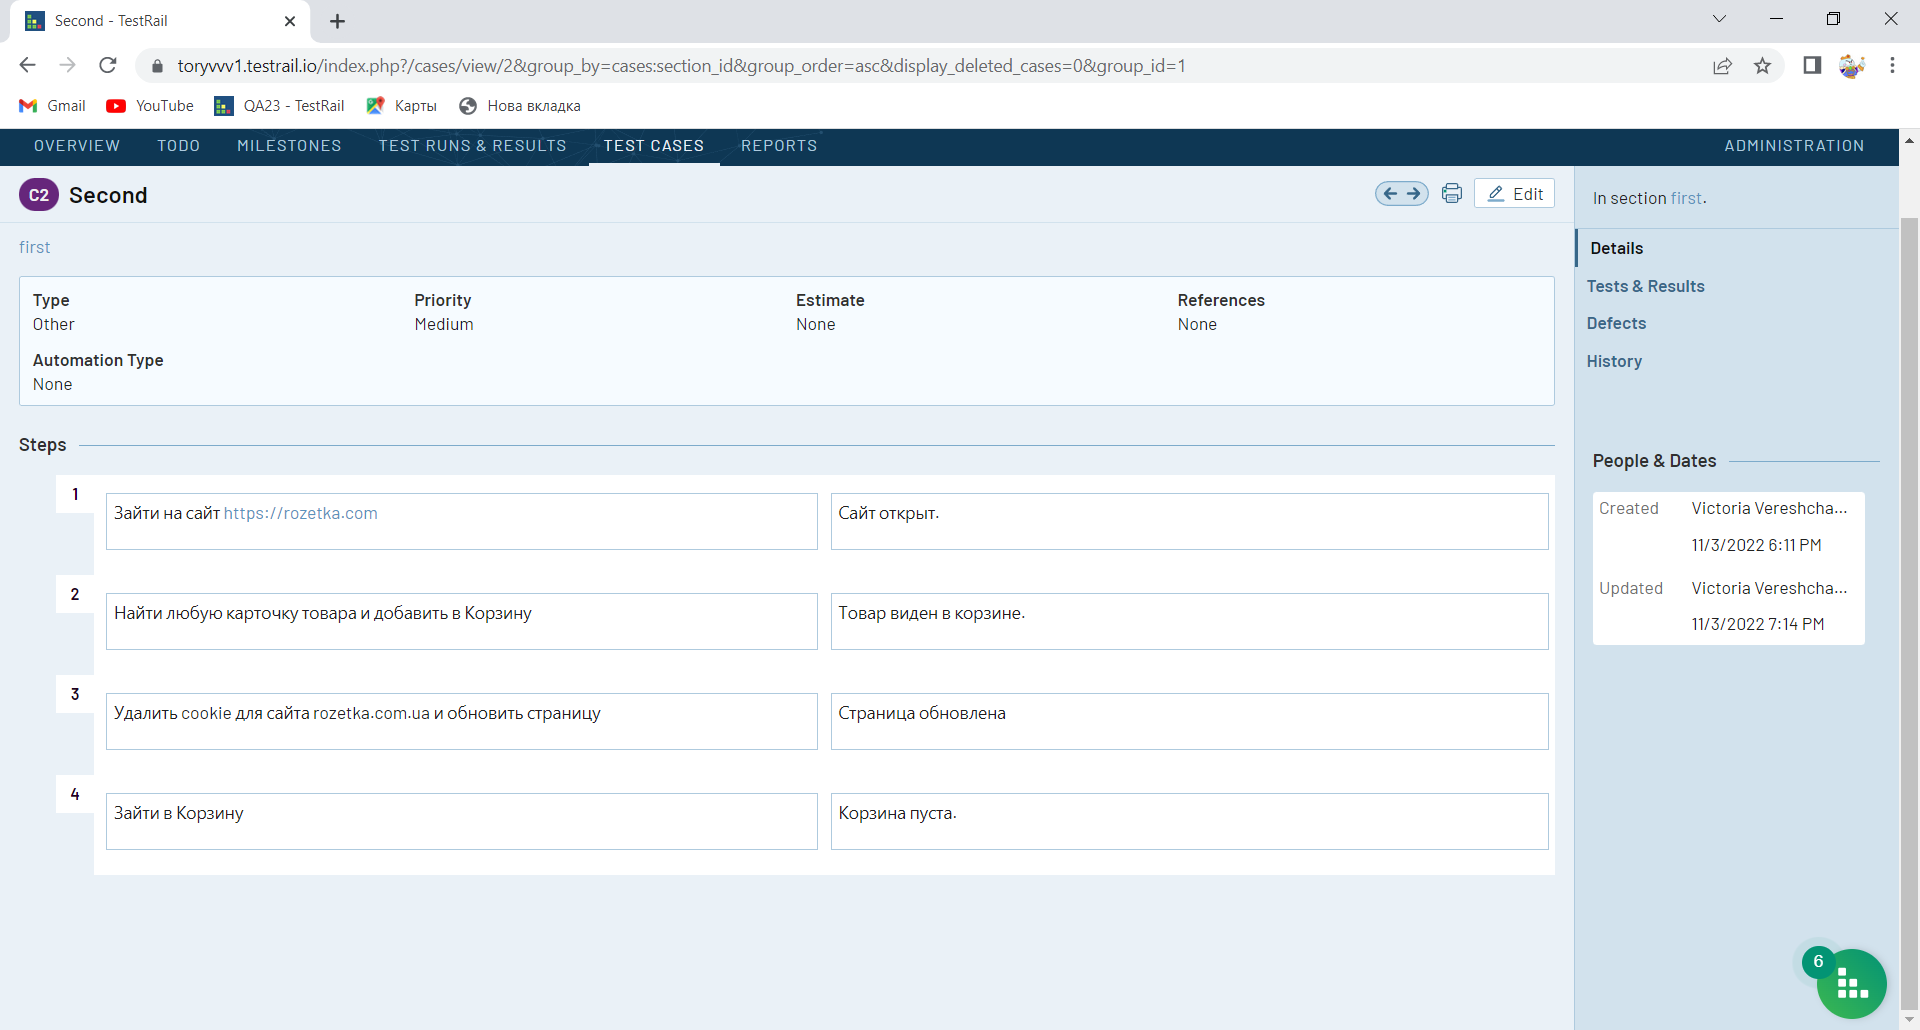 Second - TestRail
toryvvv1.testrail.io/index.php?/cases/view/2&group_by=cases:section_id&group_order=asc&display_deleted_cases=0&group_id=1
Gmail YouTube QA23 - TestRail Карты Нова вкладка
OVERVIEW TODO MILESTONES TEST RUNS & RESULTS TEST CASES REPORTS ADMINISTRATION
C2 Second Edit
In section first.
first
Details
Tests & Results
Defects
History
Type Priority Estimate References
Other Medium None None
Automation Type
None
Steps
1
Зайти на сайт https://rozetka.com
Сайт открыт.
2
Найти любую карточку товара и добавить в Корзину
Товар виден в корзине.
3
Удалить cookie для сайта rozetka.com.ua и обновить страницу
Страница обновлена
4
Зайти в Корзину
Корзина пуста.
People & Dates
Created Victoria Vereshcha...
11/3/2022 6:11 PM
Updated Victoria Vereshcha...
11/3/2022 7:14 PM
6